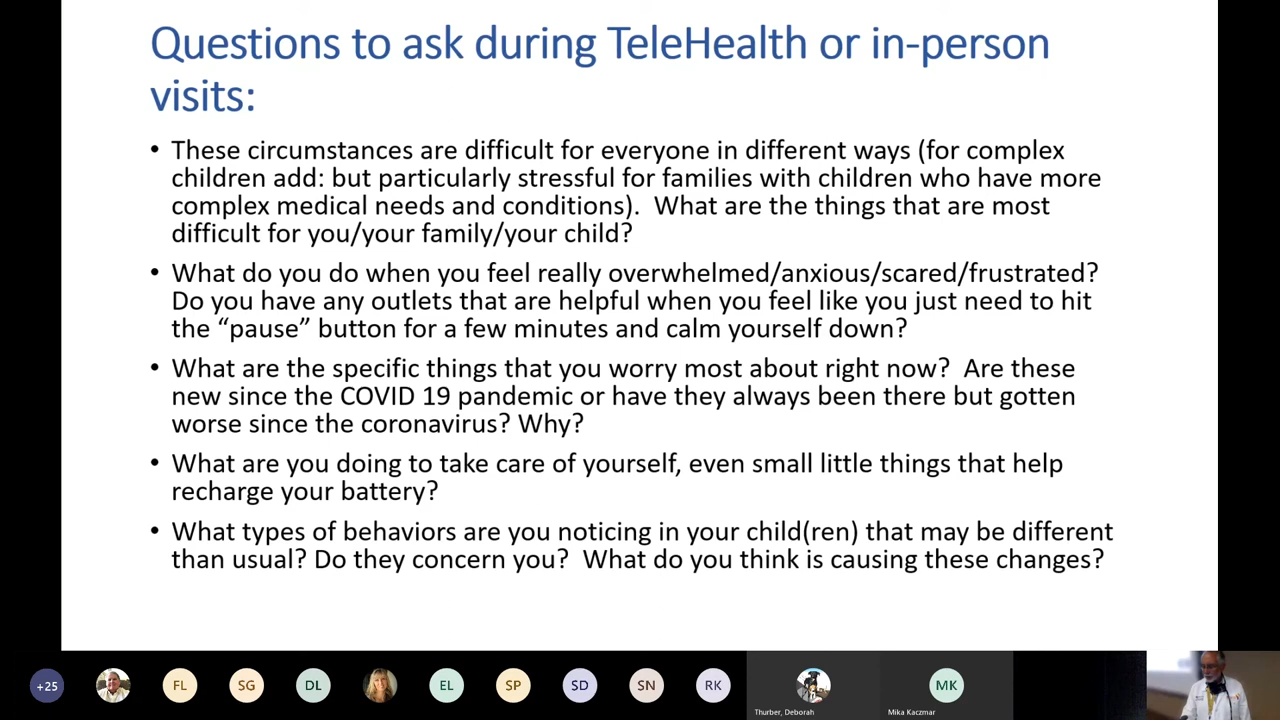 Questions to ask during TeleHealth or in-person
visits:
• These circumstances are difficult for everyone in different ways (for complex
children add: but particularly stressful for families with children who have more
complex medical needs and conditions).  What are the things that are most
difficult for you/your family/your child?
• What do you do when you feel really overwhelmed/anxious/scared/frustrated?
Do you have any outlets that are helpful when you feel like you just need to hit
the “pause” button for a few minutes and calm yourself down?
• What are the specific things that you worry most about right now?  Are these
new since the COVID 19 pandemic or have they always been there but gotten
worse since the coronavirus? Why?
• What are you doing to take care of yourself, even small little things that help
recharge your battery?
• What types of behaviors are you noticing in your child(ren) that may be different
than usual? Do they concern you?  What do you think is causing these changes?
+25 FL SG DL EL SP SD SN RK MK
Thurber, Deborah Mika Kaczmar